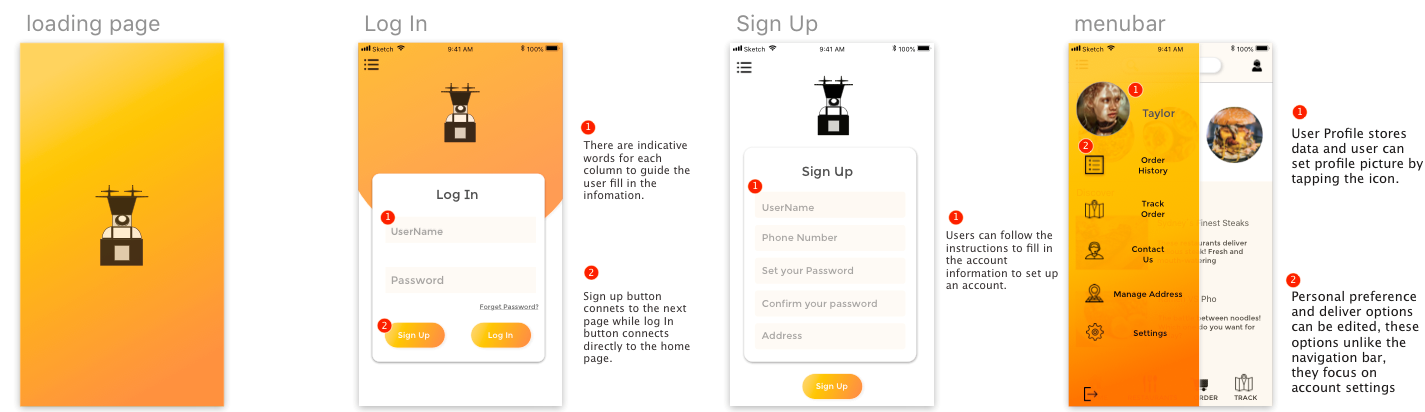 loading page
Log In
Sketch
9:41 AM
100%
Log In
1
UserName
Password
Forget Password?
2
Sign Up
Log In
1
There are indicative
words for each
column to guide the
user fill in the
infomation.
2
Sign up button
connets to the next
page while log In
button connects
directly to the home
page.
Sign Up
Sketch
9:41 AM
100%
Sign Up
1
UserName
Phone Number
Set your Password
Confirm your password
Address
Sign Up
1
Users can follow the
instructions to fill in
the account
information to set up
an account.
menubar
Sketch
9:41 AM
100%
1
Taylor
2
Order
History
Track
Order
Contact
Us
Manage Address
Settings
inest Steaks
urants deliver
k! Fresh and
ering
Pho
between noodles!
do you want for
RDER
TRACK
1
User Profile stores
data and user can
set profile picture by
tapping the icon.
2
Personal preference
and deliver options
can be edited, these
options unlike the
navigation bar,
they focus on
account settings